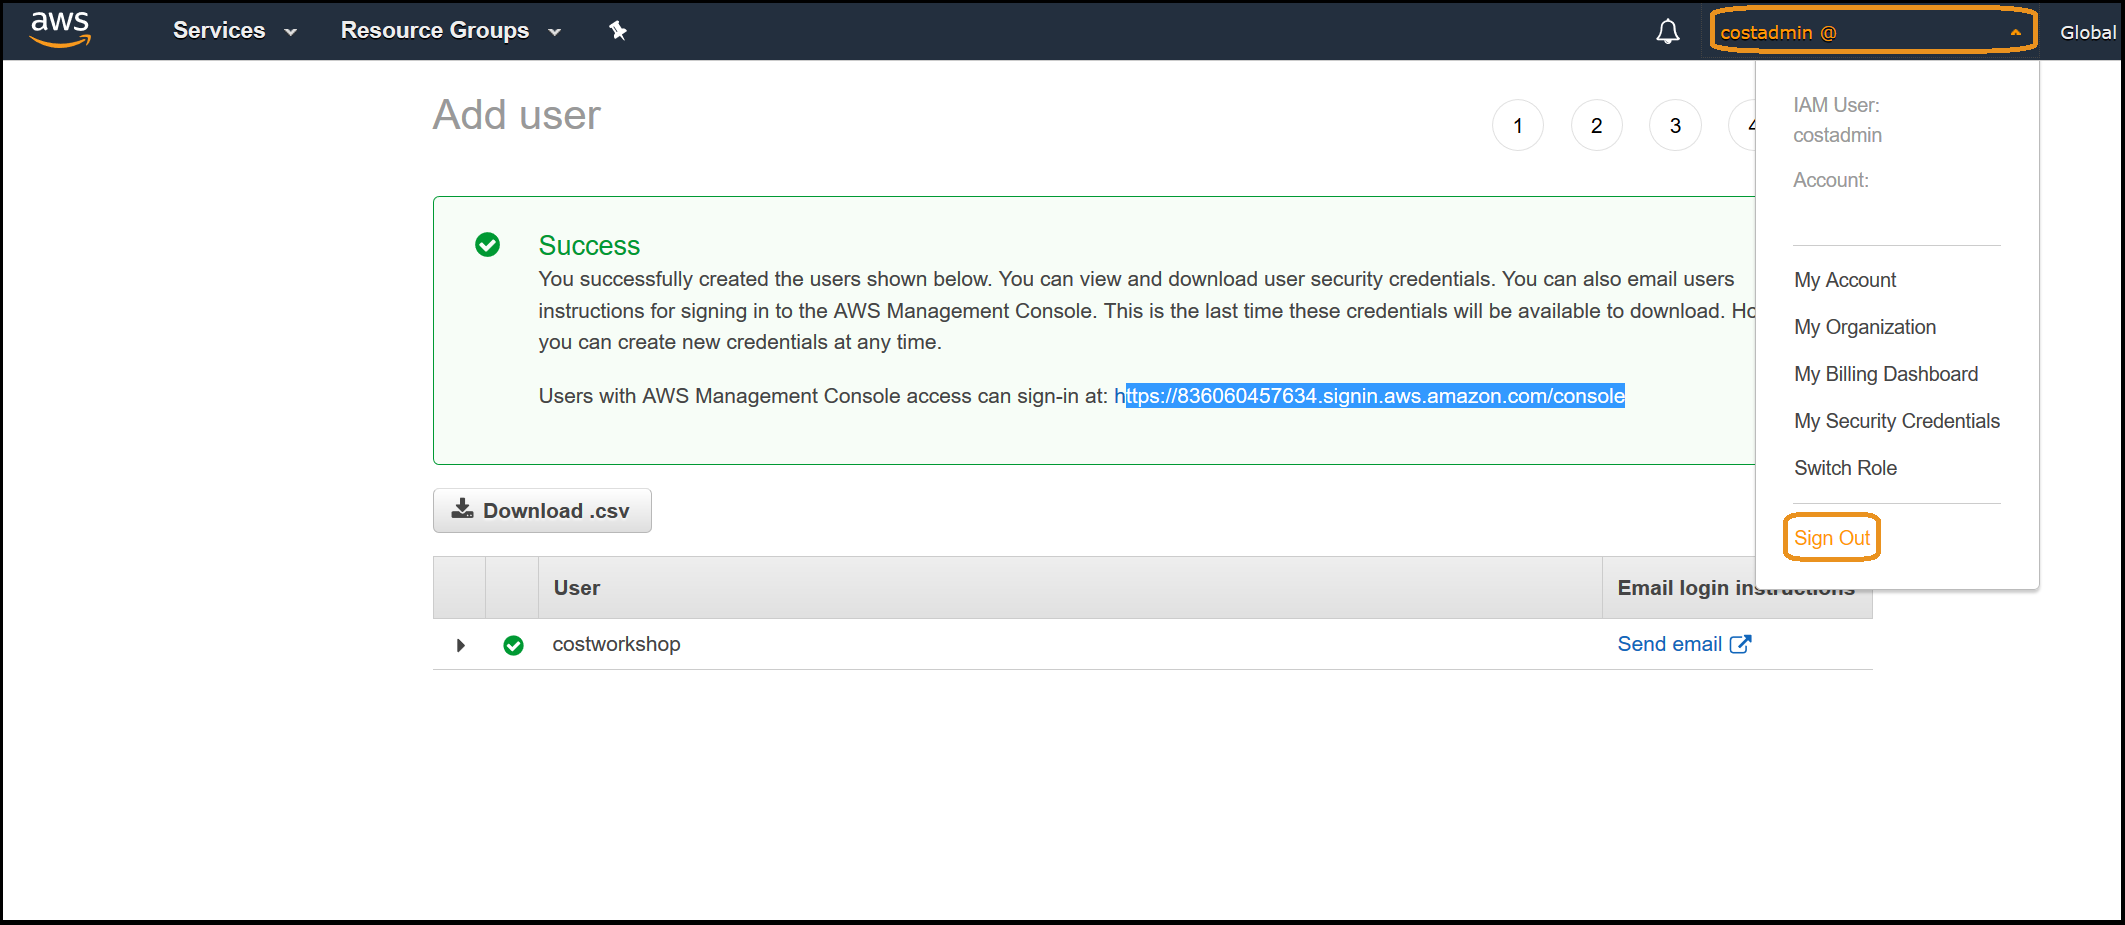 aws
Services
Resource Groups
costadmin @
Global
Add user
1
2
3
4
IAM User:
costadmin
Account:
My Account
My Organization
My Billing Dashboard
My Security Credentials
Switch Role
Sign Out
Success
You successfully created the users shown below. You can view and download user security credentials. You can also email users
instructions for signing in to the AWS Management Console. This is the last time these credentials will be available to download. Ho
you can create new credentials at any time.
Users with AWS Management Console access can sign-in at: https://836060457634.signin.aws.amazon.com/console
Download .csv
User
Email login instructions
costworkshop
Send email